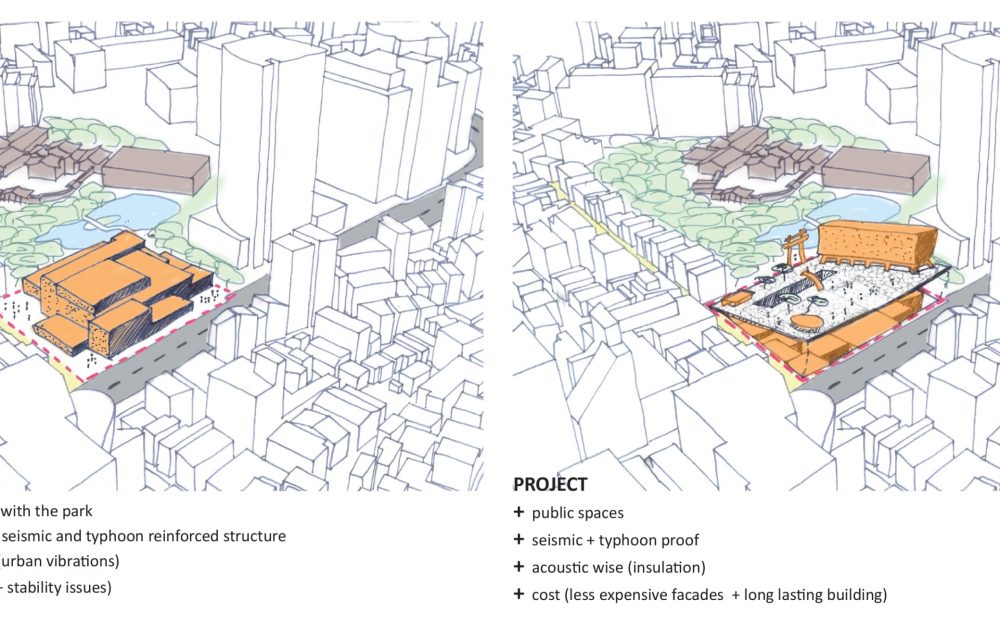 with the park
seismic and typhoon reinforced structure
urban vibrations)
stability issues)
PROJECT
+ public spaces
+ seismic + typhoon proof
+ acoustic wise (insulation)
+ cost (less expensive facades + long lasting building)